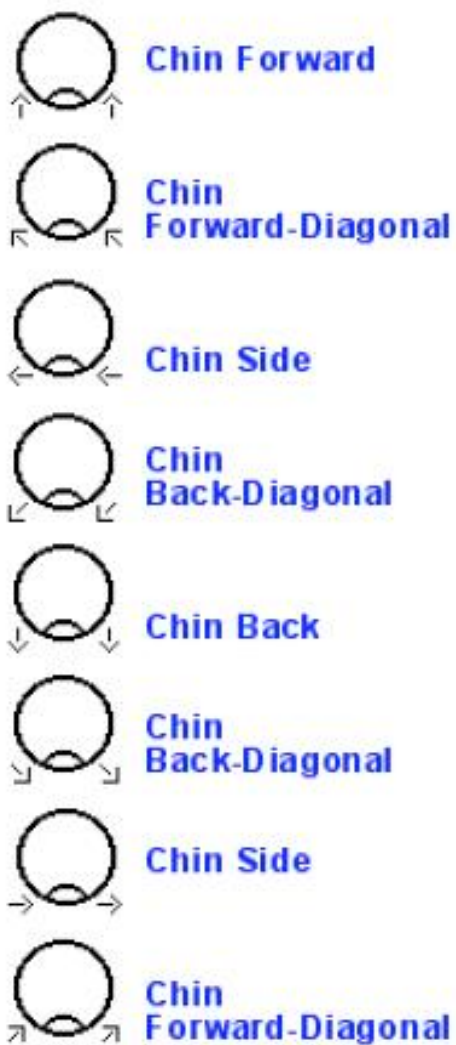 Chin Forward
Chin
Forward-Diagonal
Chin Side
Chin
Back-Diagonal
Chin Back
Chin
Back-Diagonal
Chin Side
Chin
Forward-Diagonal